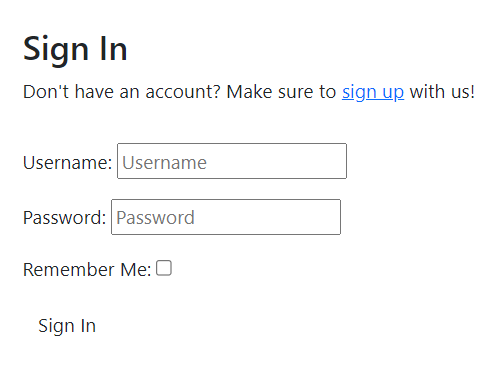 Sign In
Don't have an account? Make sure to sign up with us!
Username: Username
Password: Password
Remember Me:
Sign In